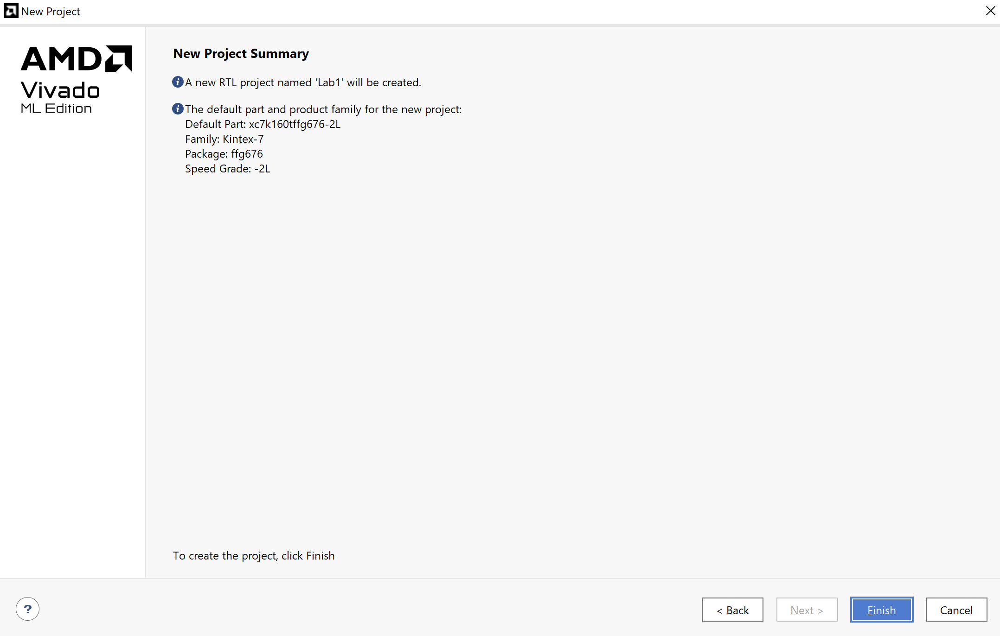 New Project
AMD
Vivado
ML Edition
New Project Summary
A new RTL project named 'Lab1' will be created.
The default part and product family for the new project:
Default Part: xc7k160tffg676-2L
Family: Kintex-7
Package: ffg676
Speed Grade: -2L
To create the project, click Finish
?
< Back
Next >
Finish
Cancel